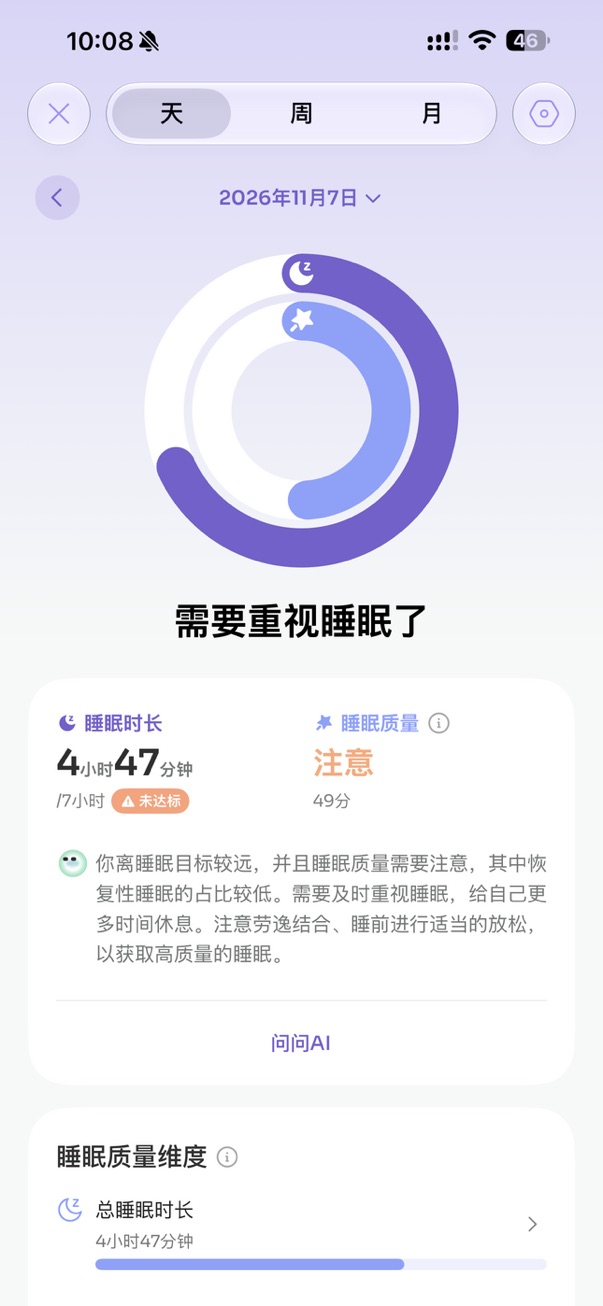 10:08
46
天 周 月
2026年11月7日
需要重视睡眠了
睡眠时长
4小时47分钟
/7小时 未达标
睡眠质量
注意
49分
你离睡眠目标较远，并且睡眠质量需要注意，其中恢
复性睡眠的占比较低。需要及时重视睡眠，给自己更
多时间休息。注意劳逸结合、睡前进行适当的放松，
以获取高质量的睡眠。
问问AI
睡眠质量维度
总睡眠时长
4小时47分钟